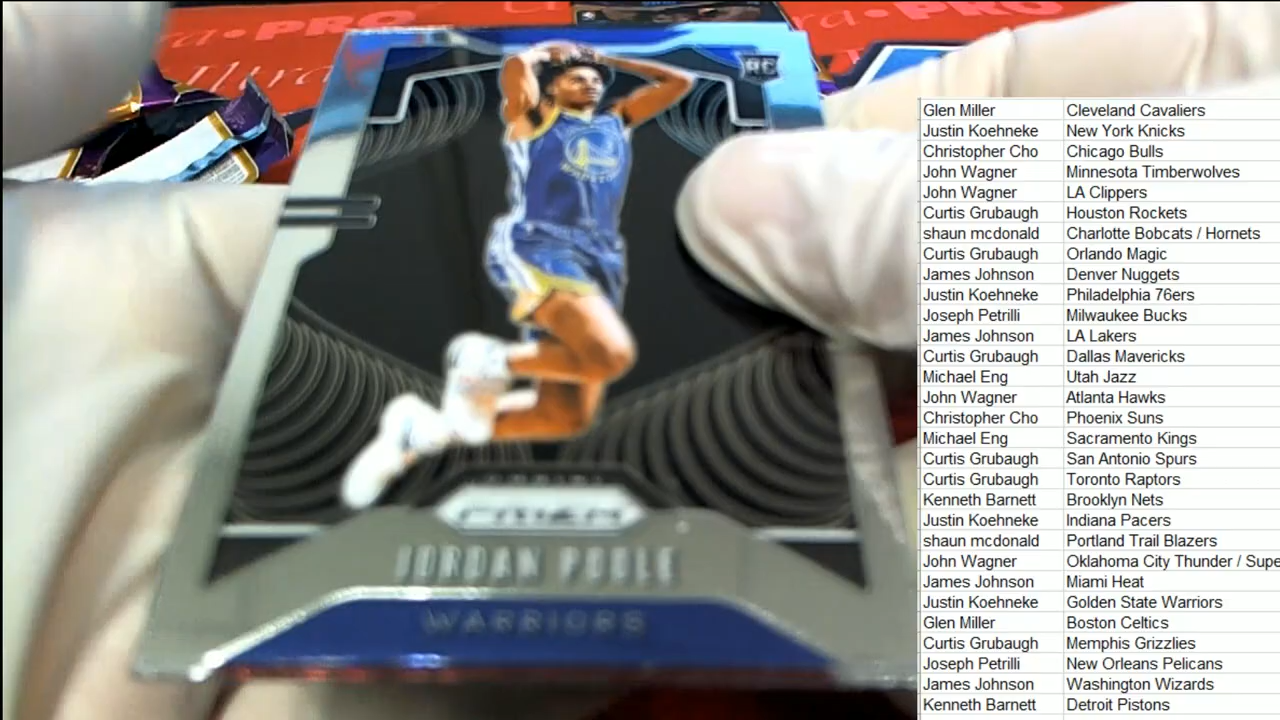 PRO
PRO
Ultra
RC
PRIZM
JORDAN POOLE
WARRIORS
Glen Miller Cleveland Cavaliers
Justin Koehneke New York Knicks
Christopher Cho Chicago Bulls
John Wagner Minnesota Timberwolves
John Wagner LA Clippers
Curtis Grubaugh Houston Rockets
shaun mcdonald Charlotte Bobcats / Hornets
Curtis Grubaugh Orlando Magic
James Johnson Denver Nuggets
Justin Koehneke Philadelphia 76ers
Joseph Petrilli Milwaukee Bucks
James Johnson LA Lakers
Curtis Grubaugh Dallas Mavericks
Michael Eng Utah Jazz
John Wagner Atlanta Hawks
Christopher Cho Phoenix Suns
Michael Eng Sacramento Kings
Curtis Grubaugh San Antonio Spurs
Curtis Grubaugh Toronto Raptors
Kenneth Barnett Brooklyn Nets
Justin Koehneke Indiana Pacers
shaun mcdonald Portland Trail Blazers
John Wagner Oklahoma City Thunder / Supe
James Johnson Miami Heat
Justin Koehneke Golden State Warriors
Glen Miller Boston Celtics
Curtis Grubaugh Memphis Grizzlies
Joseph Petrilli New Orleans Pelicans
James Johnson Washington Wizards
Kenneth Barnett Detroit Pistons